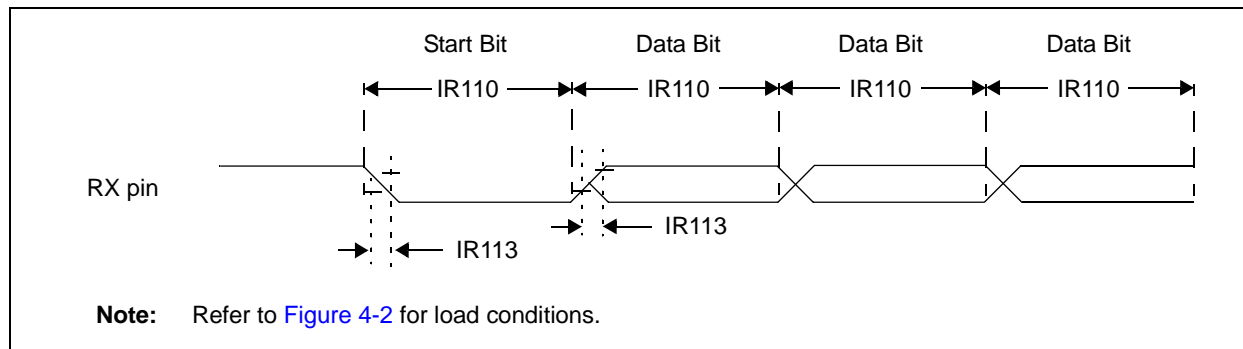 Start Bit Data Bit Data Bit Data Bit
IR110 IR110 IR110 IR110
RX pin
IR113 IR113
Note: Refer to Figure 4-2 for load conditions.